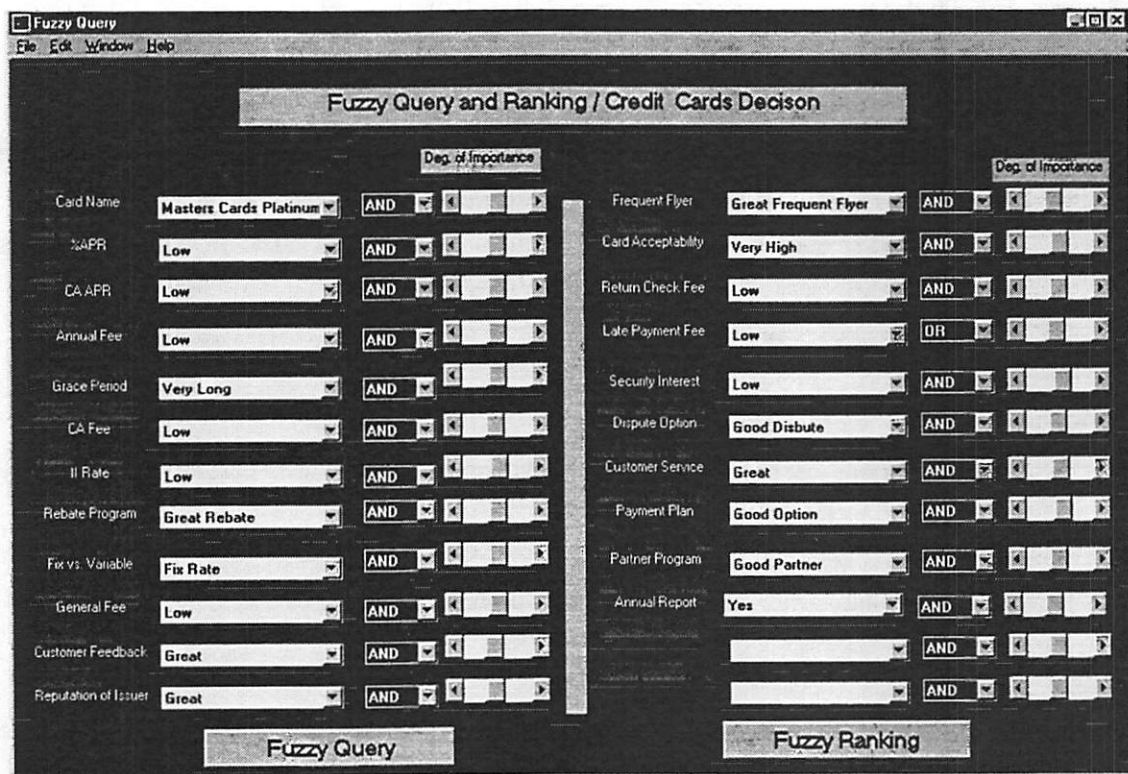 Fuzzy Query
File Edit Window Help
Fuzzy Query and Ranking / Credit Cards Decison
Deg. of Importance
Card Name Masters Cards Platinum AND
%APR Low AND
CA APR Low AND
Annual Fee Low AND
Grace Period Very Long AND
CA Fee Low AND
II Rate Low AND
Rebate Program Great Rebate AND
Fix vs. Variable Fix Rate AND
General Fee Low AND
Customer Feedback Great AND
Reputation of Issuer Great AND
Fuzzy Query
Deg. of Importance
Frequent Flyer Great Frequent Flyer AND
Card Acceptability Very High AND
Return Check Fee Low AND
Late Payment Fee Low OR
Security Interest Low AND
Dispute Option Good Disbute AND
Customer Service Great AND
Payment Plan Good Option AND
Partner Program Good Partner AND
Annual Report Yes AND
AND
AND
Fuzzy Ranking